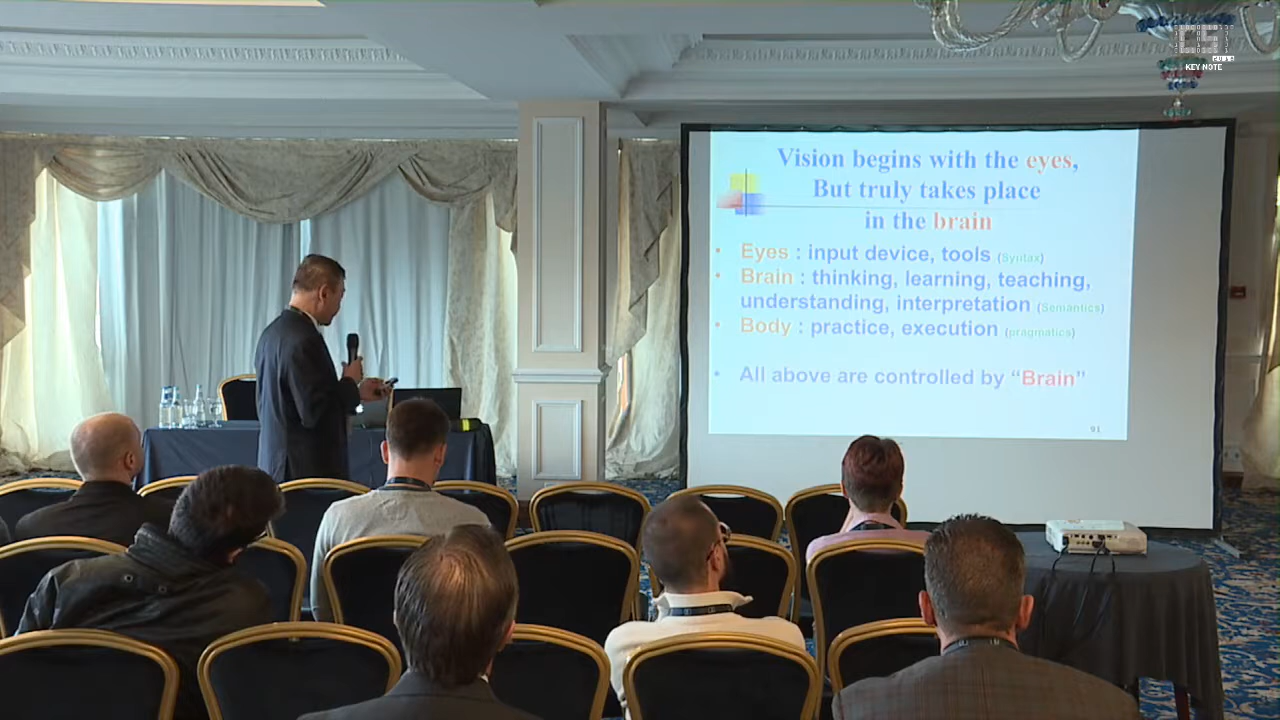 KEY NOTE
Vision begins with the eyes,
But truly takes place
in the brain
• Eyes : input device, tools (Syntax)
• Brain : thinking, learning, teaching,
understanding, interpretation (Semantics)
• Body : practice, execution (pragmatics)
• All above are controlled by “Brain”
91